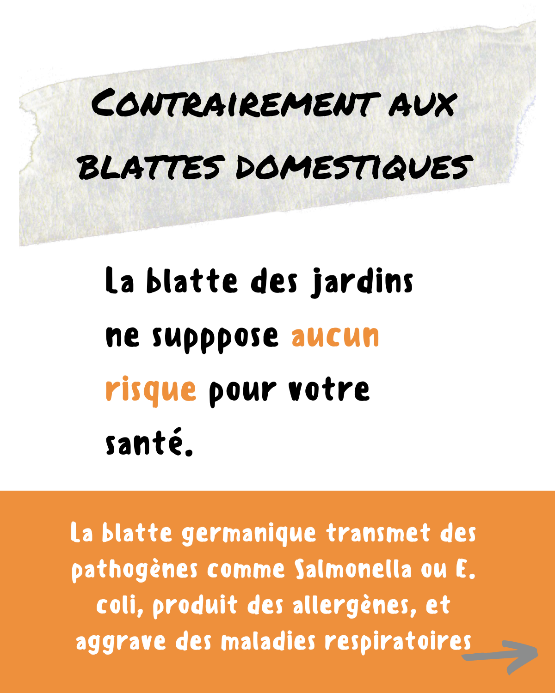 Contrairement aux
blattes domestiques
La blatte des jardins
ne supppose aucun
risque pour votre
santé.
La blatte germanique transmet des
pathogènes comme Salmonella ou E.
coli, produit des allergènes, et
aggrave des maladies respiratoires